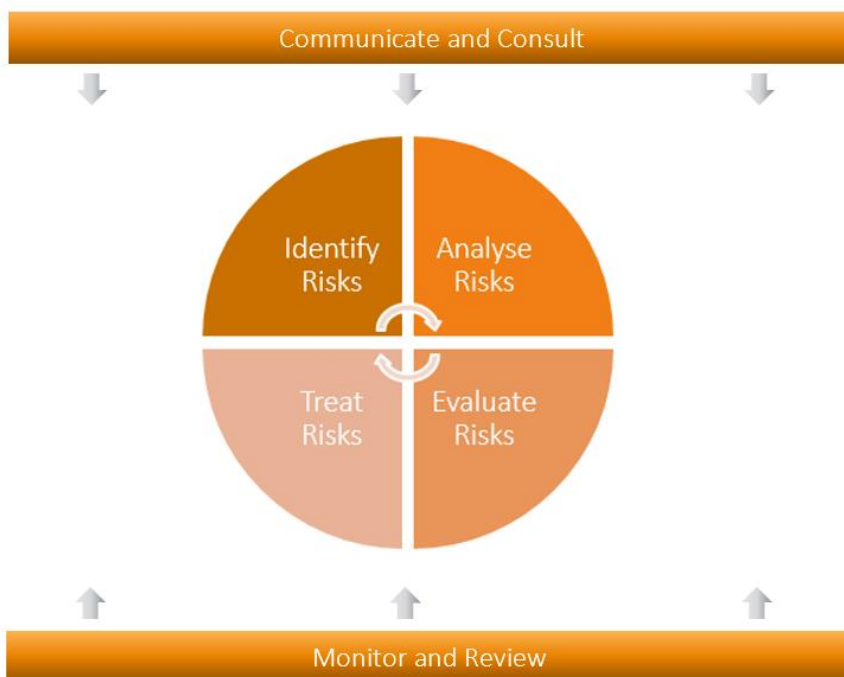 Communicate and Consult
Identify
Risks
Analyse
Risks
Treat
Risks
Evaluate
Risks
Monitor and Review